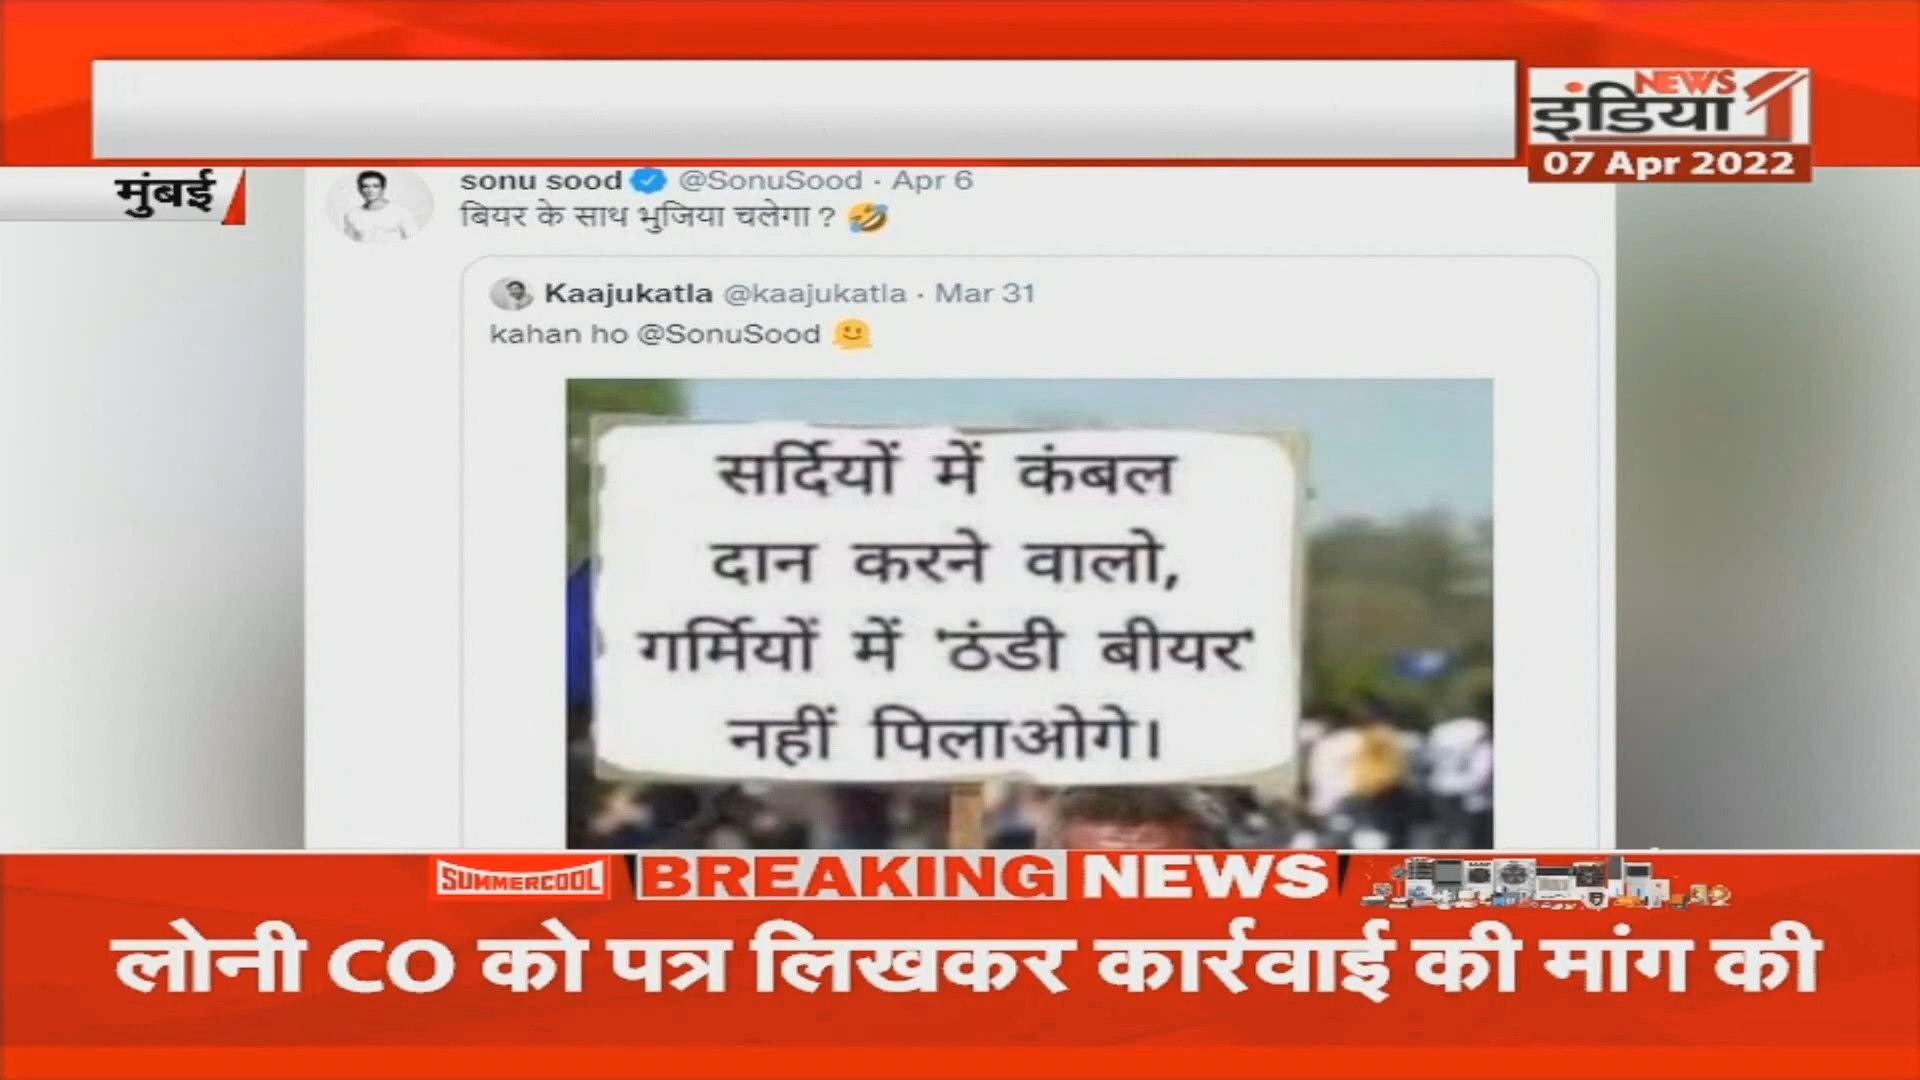 NEWS
इंडिया 1
07 Apr 2022
मुंबई
sonu sood @SonuSood · Apr 6
बियर के साथ भुजिया चलेगा ? 🤣
Kaajukatla @kaajukatla · Mar 31
kahan ho @SonuSood 🫠
सर्दियों में कंबल
दान करने वालो,
गर्मियों में 'ठंडी बीयर'
नहीं पिलाओगे।
SUMMERCOOL BREAKING NEWS
लोनी CO को पत्र लिखकर कार्रवाई की मांग की